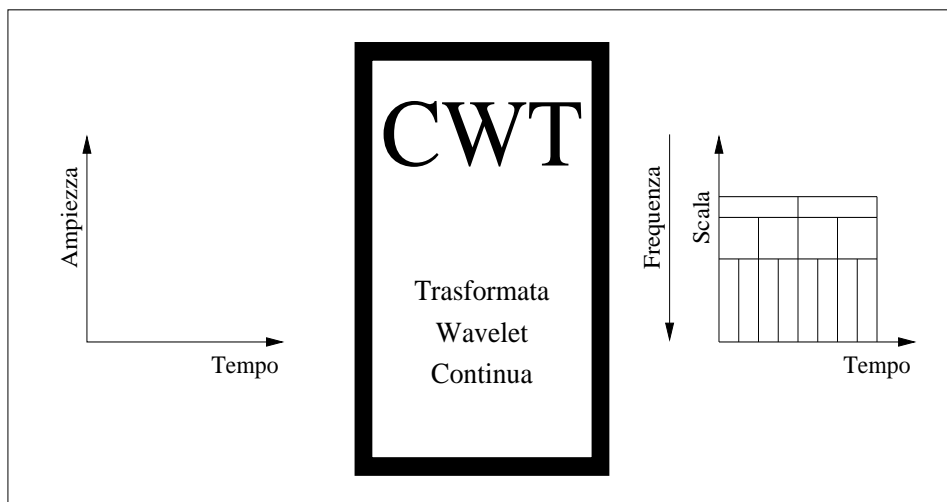 Ampiezza
Tempo
CWT
Trasformata
Wavelet
Continua
Frequenza
Scala
Tempo